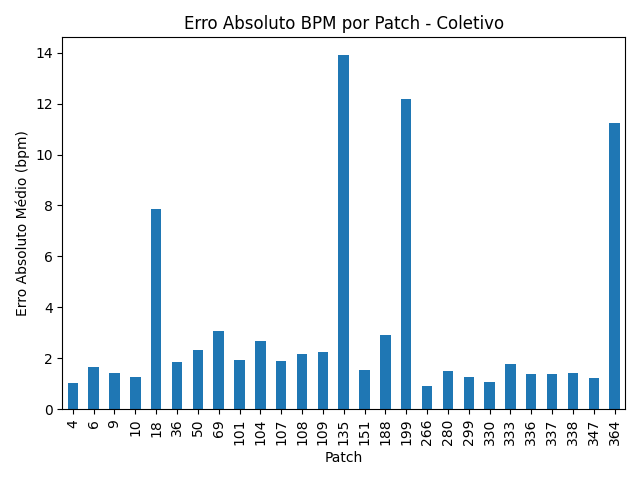 Erro Absoluto BPM por Patch - Coletivo
Erro Absoluto Médio (bpm)
14
12
10
8
6
4
2
0
4 6 9 10 18 36 50 69 101 104 107 108 109 135 151 188 199 266 280 299 330 333 336 337 338 347 364
Patch